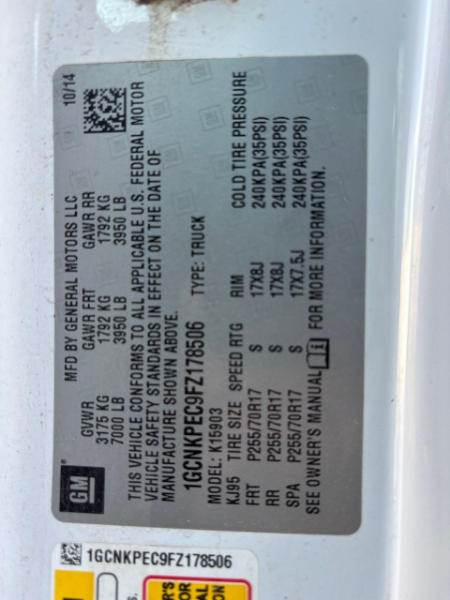 GM
MFD BY GENERAL MOTORS LLC 10/14
GVWR GAWR FRT GAWR RR
3175 KG 1792 KG 1792 KG
7000 LB 3950 LB 3950 LB
THIS VEHICLE CONFORMS TO ALL APPLICABLE U.S. FEDERAL MOTOR
VEHICLE SAFETY STANDARDS IN EFFECT ON THE DATE OF
MANUFACTURE SHOWN ABOVE.
1GCNKPEC9FZ178506 TYPE: TRUCK
MODEL: K15903
KJ95 TIRE SIZE SPEED RTG RIM COLD TIRE PRESSURE
FRT P255/70R17 S 17X8J 240KPA(35PSI)
RR P255/70R17 S 17X8J 240KPA(35PSI)
SPA P255/70R17 S 17X7.5J 240KPA(35PSI)
SEE OWNER'S MANUAL i FOR MORE INFORMATION.
1GCNKPEC9FZ178506